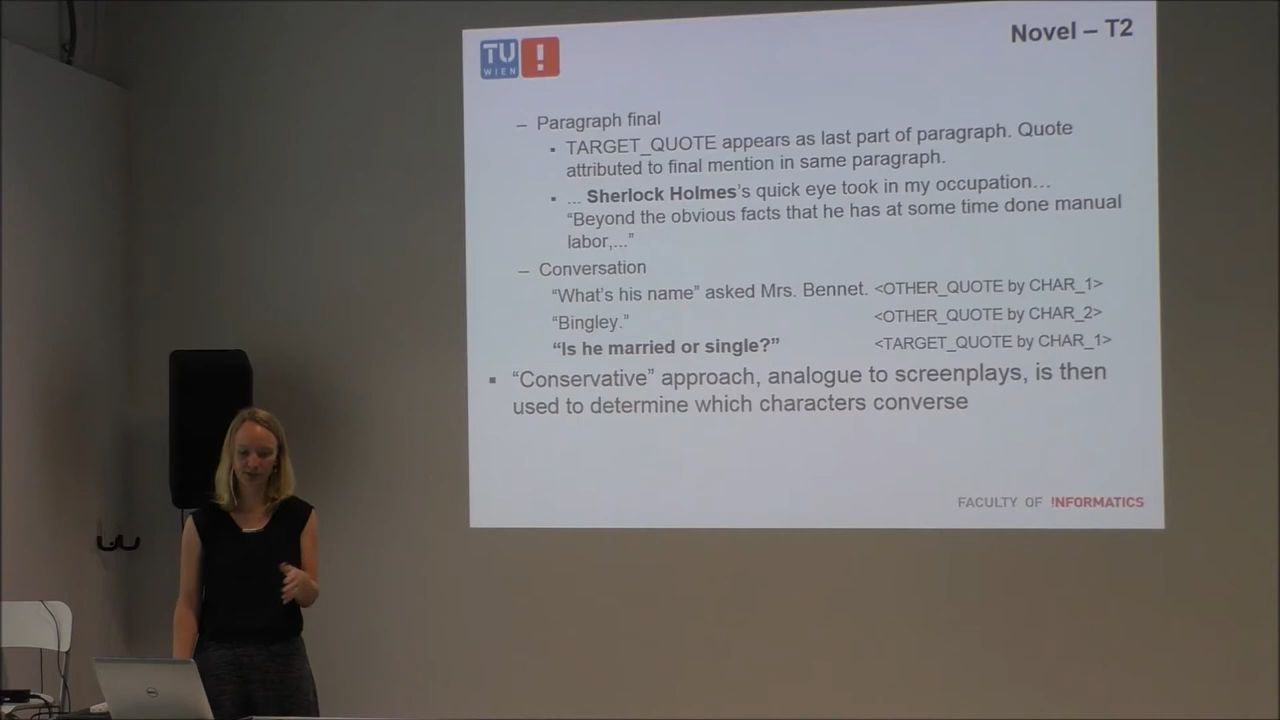 TU
WIEN
!
Novel – T2
– Paragraph final
▪ TARGET_QUOTE appears as last part of paragraph. Quote
attributed to final mention in same paragraph.
▪ ... Sherlock Holmes's quick eye took in my occupation…
“Beyond the obvious facts that he has at some time done manual
labor,...”
– Conversation
“What's his name” asked Mrs. Bennet. <OTHER_QUOTE by CHAR_1>
“Bingley.” <OTHER_QUOTE by CHAR_2>
“Is he married or single?” <TARGET_QUOTE by CHAR_1>
▪ “Conservative” approach, analogue to screenplays, is then
used to determine which characters converse
FACULTY OF !NFORMATICS